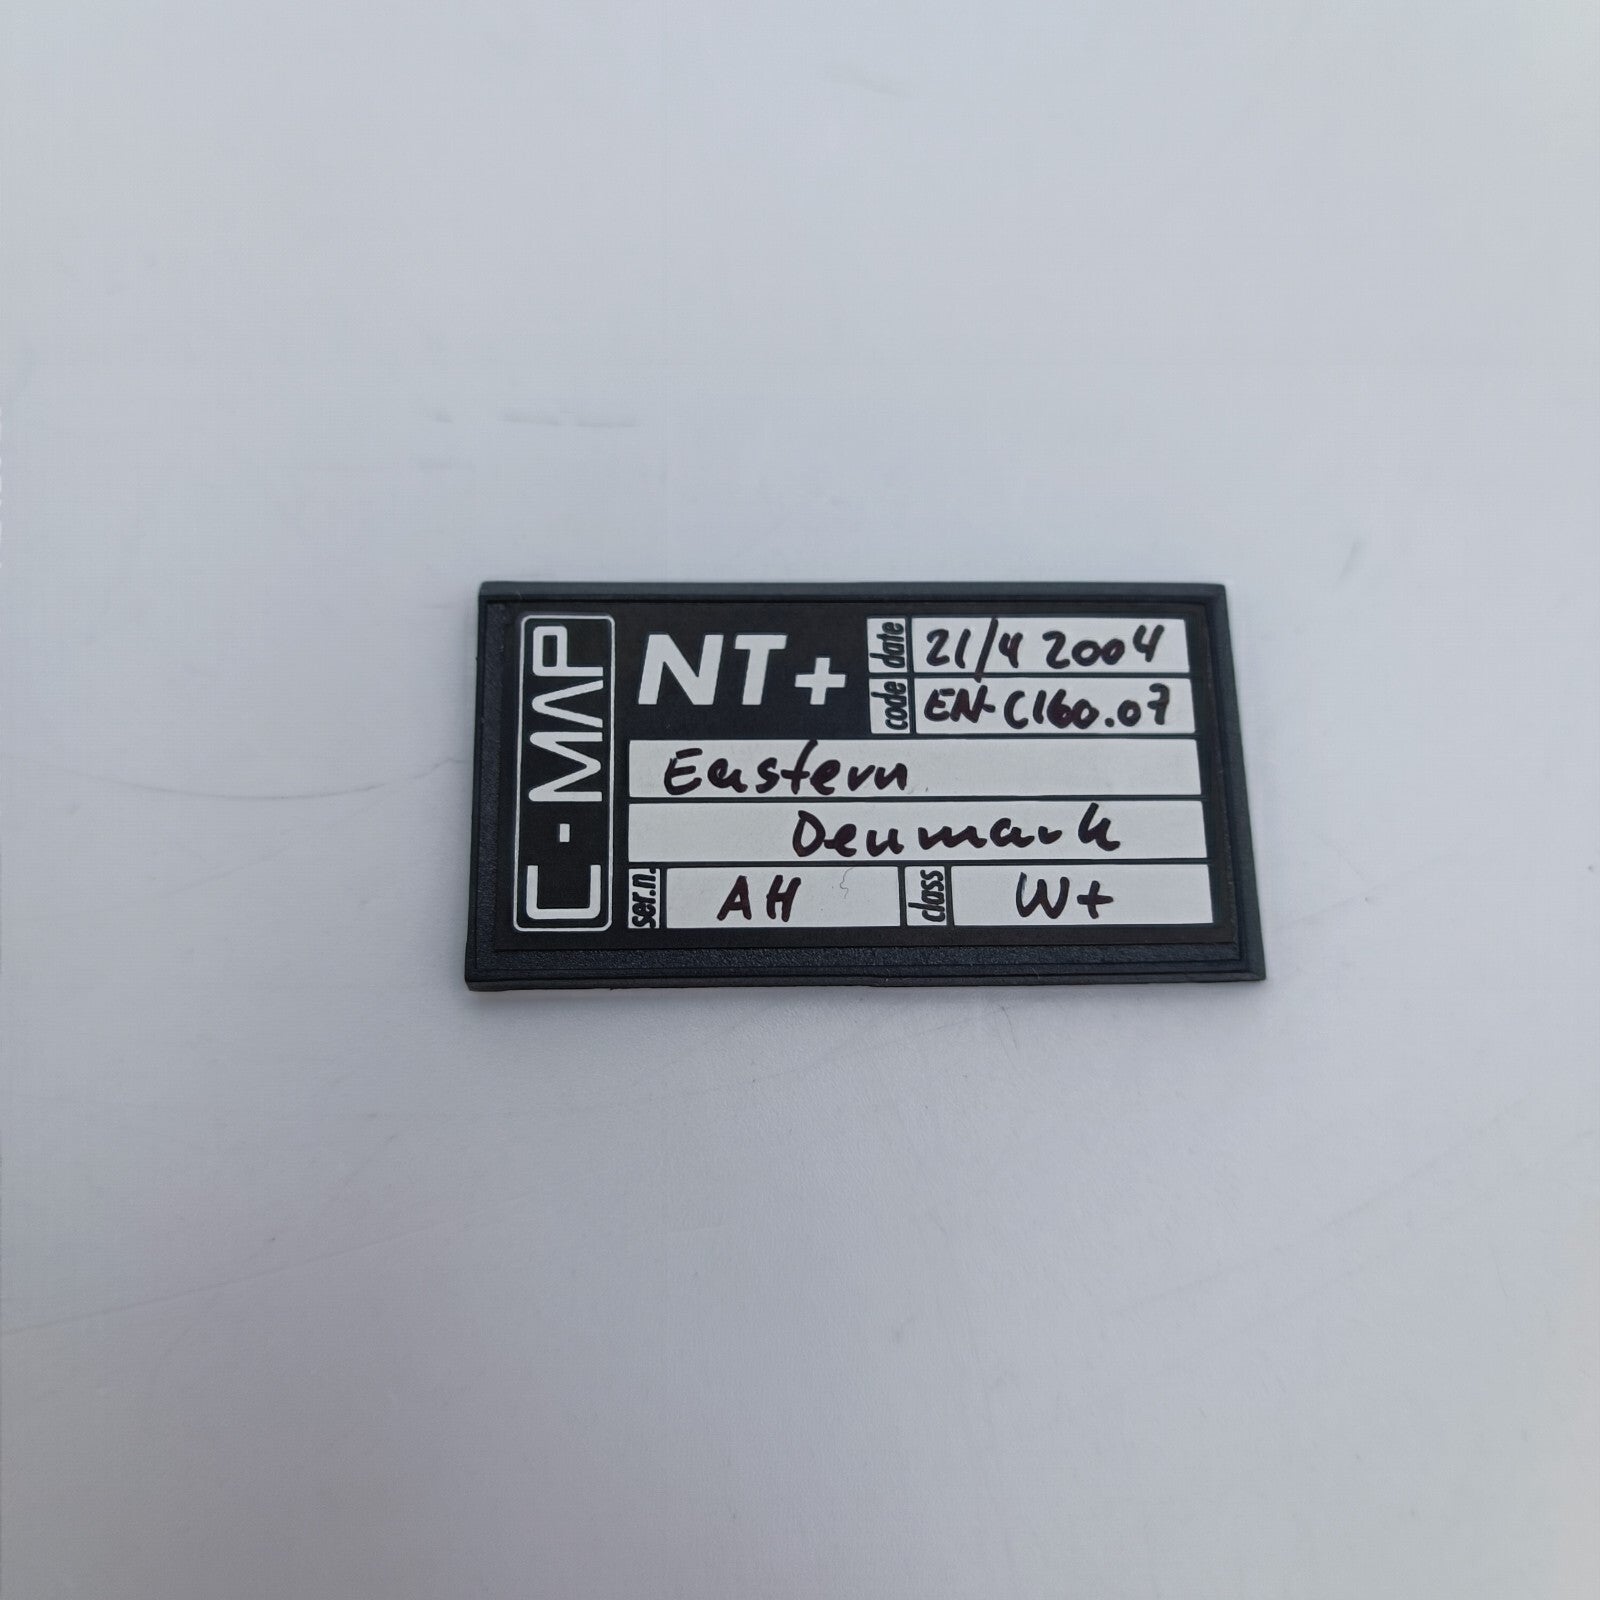 C-MAP
NT+
date 21/4 2004
code EN-C160.07
Eastern
Denmark
ser.n. AH class W+